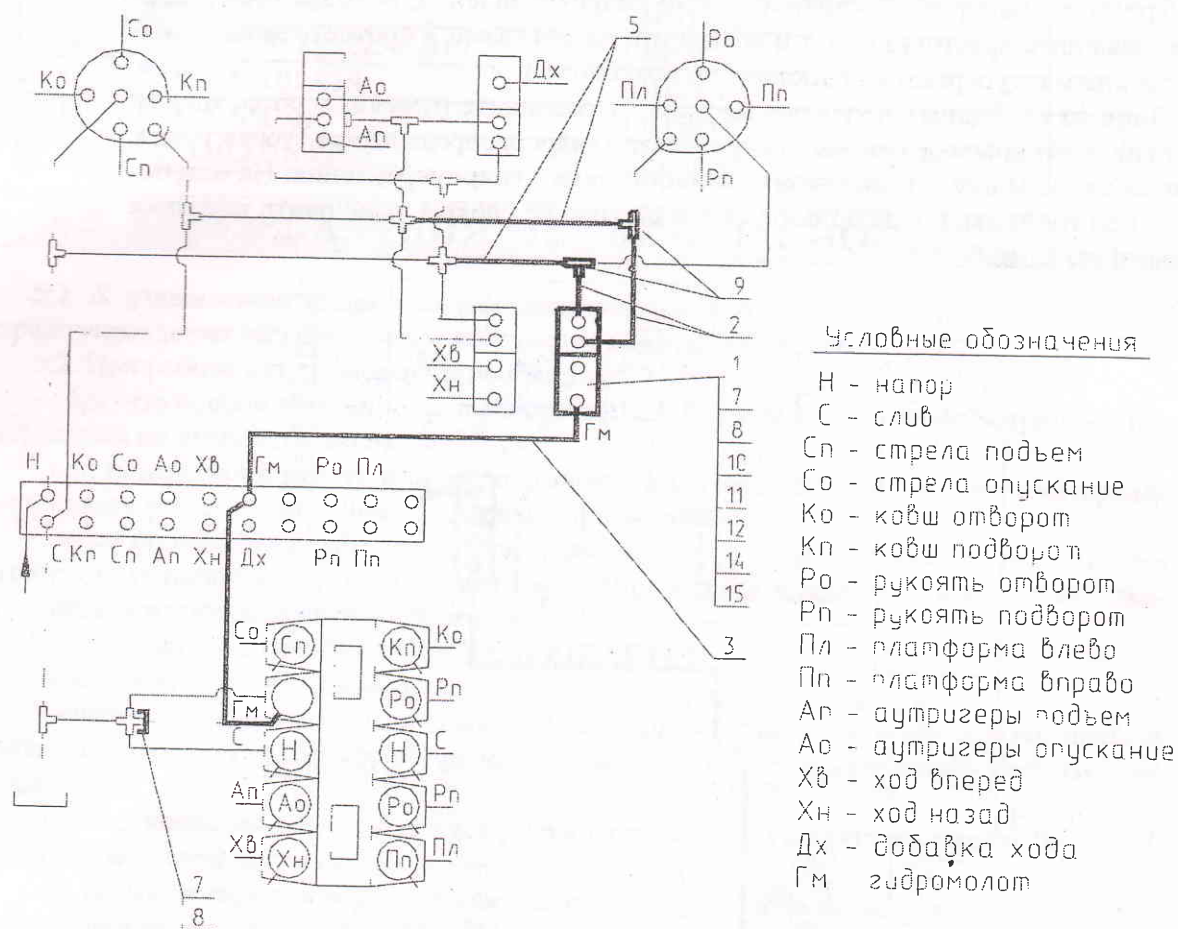 Со
5
Ро
Ко
Кп
Ао
Дх
Пл
Пп
Ап
Сп
Рп
9
2
Хв
1
Хн
7
Гм
8
10
11
12
14
15
3
Н Ко Со Ао Хв Гм Ро Пл
С Кп Сп Ап Хн Дх Рп Пп
Со Сп Кп Ко
Гм Ро Рп
С Н Н С
Ап Ао Ро Рп
Хв Хн Пп Пл
7
8
Условные обозначения
Н - напор
С - слив
Сп - стрела подьем
Со - стрела опускание
Ко - ковш отворот
Кп - ковш подворот
Ро - рукоять отворот
Рп - рукоять подворот
Пл - платформа влево
Пп - платформа вправо
Ап - аутригеры подьем
Ао - аутригеры опускание
Хв - ход вперед
Хн - ход назад
Дх - добавка хода
Гм гидромолот